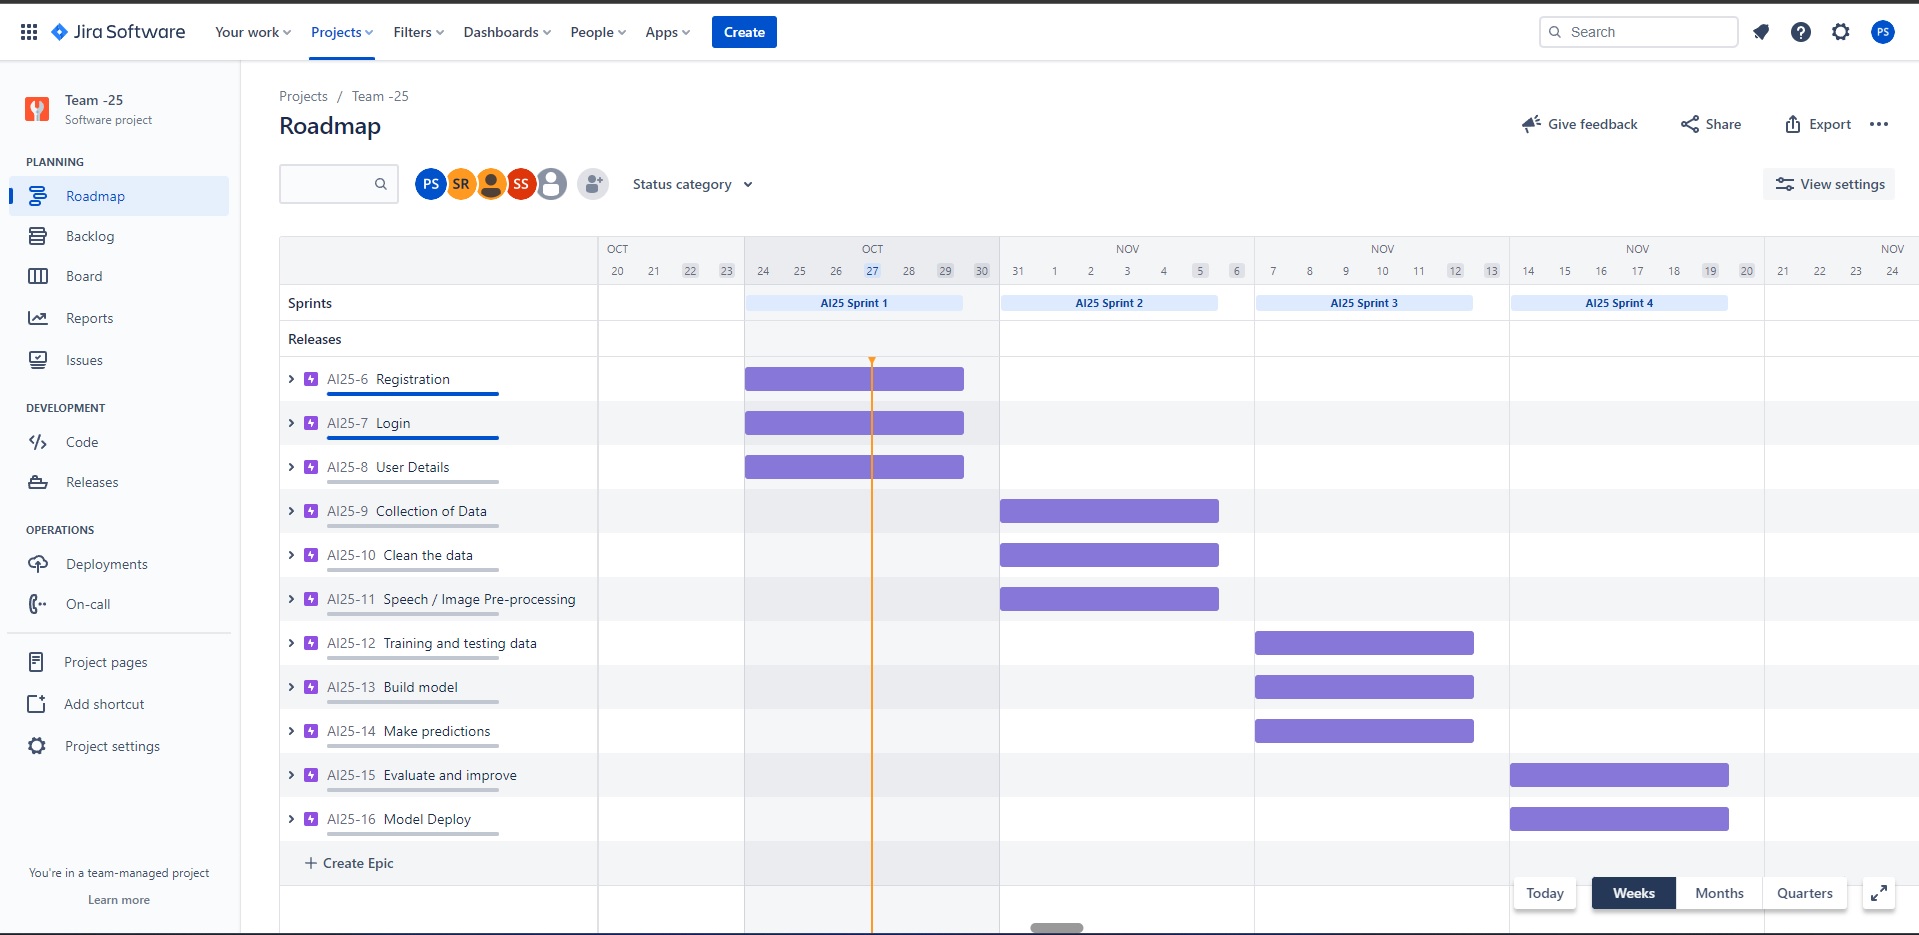 Jira Software Your work Projects Filters Dashboards People Apps Create Search PS
Team -25
Software project
PLANNING
Roadmap
Backlog
Board
Reports
Issues
DEVELOPMENT
Code
Releases
OPERATIONS
Deployments
On-call
Project pages
Add shortcut
Project settings
You're in a team-managed project
Learn more
Projects / Team -25
Roadmap
Give feedback Share Export
PS SR SS Status category View settings
OCT OCT NOV NOV NOV NOV
20 21 22 23 24 25 26 27 28 29 30 31 1 2 3 4 5 6 7 8 9 10 11 12 13 14 15 16 17 18 19 20 21 22 23 24
Sprints AI25 Sprint 1 AI25 Sprint 2 AI25 Sprint 3 AI25 Sprint 4
Releases
AI25-6 Registration
AI25-7 Login
AI25-8 User Details
AI25-9 Collection of Data
AI25-10 Clean the data
AI25-11 Speech / Image Pre-processing
AI25-12 Training and testing data
AI25-13 Build model
AI25-14 Make predictions
AI25-15 Evaluate and improve
AI25-16 Model Deploy
+ Create Epic
Today Weeks Months Quarters